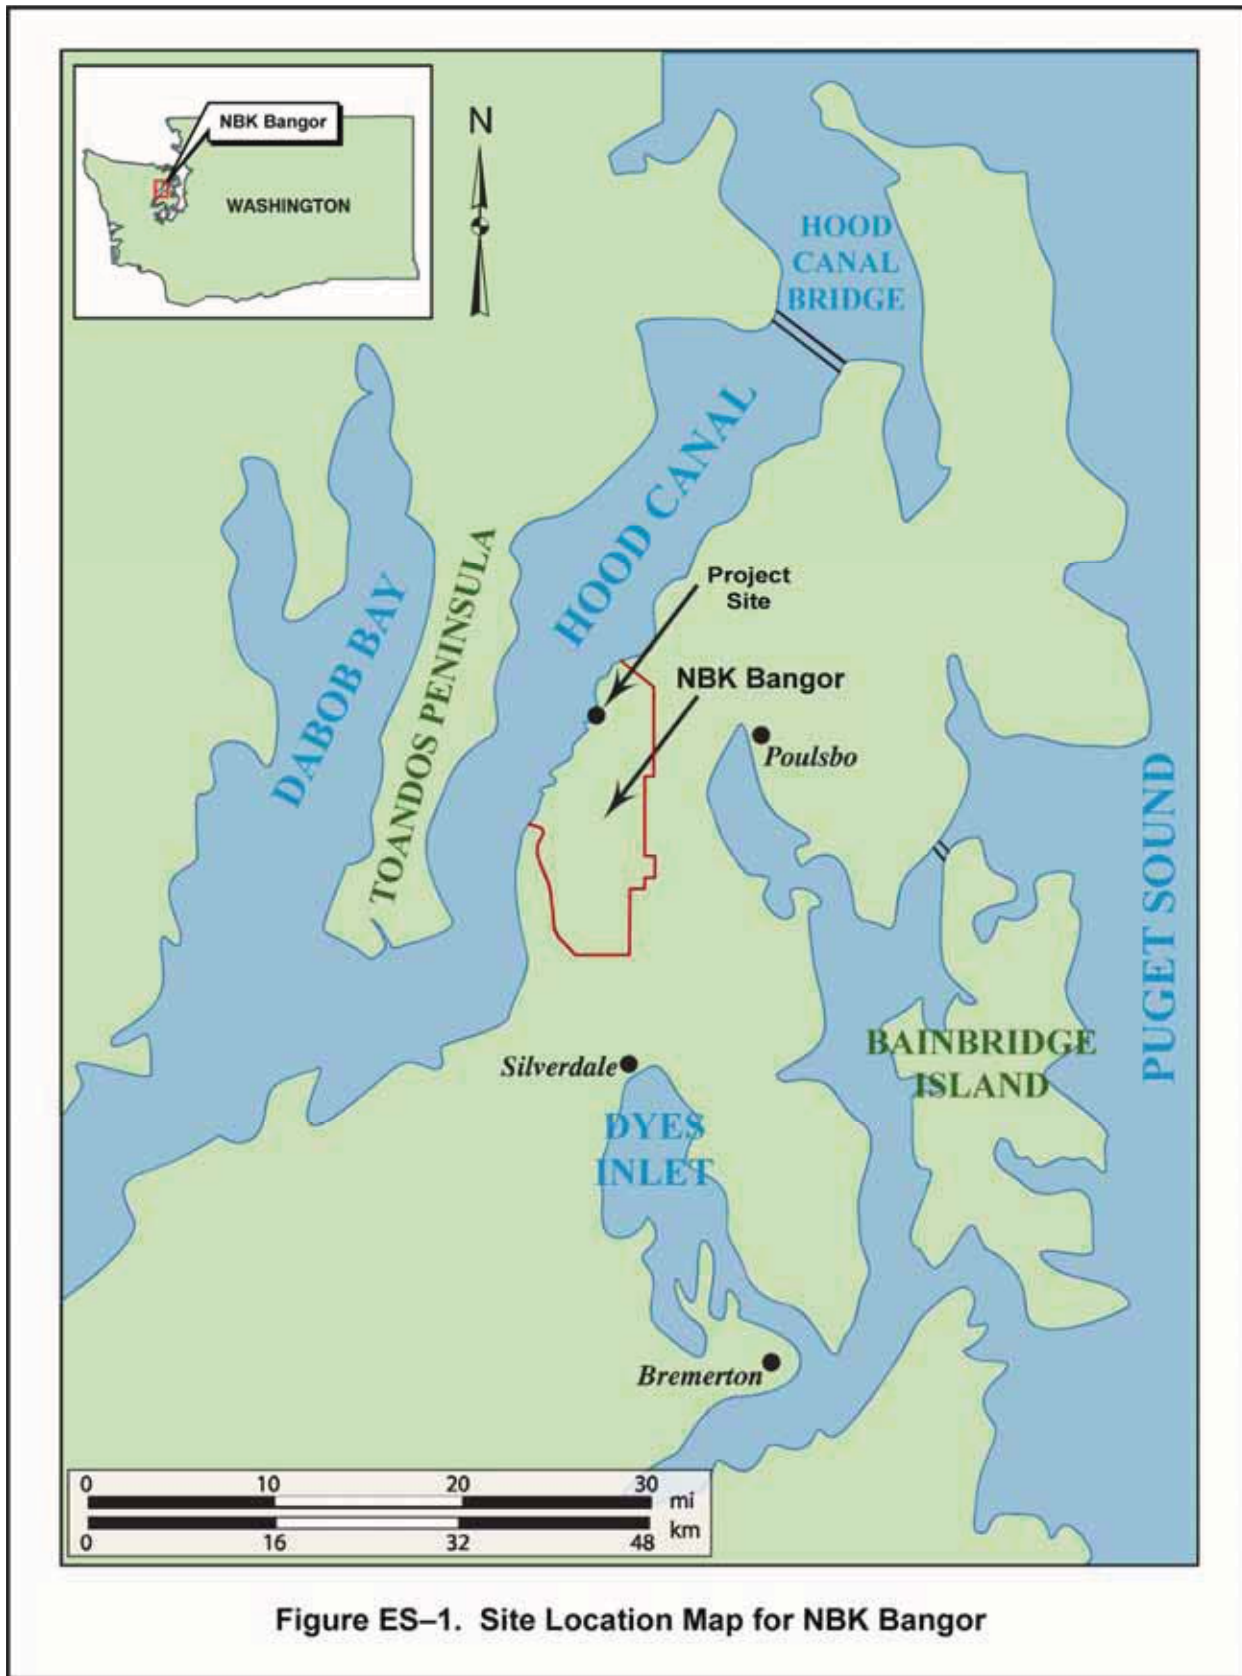 NBK Bangor
WASHINGTON
N
HOOD
CANAL
BRIDGE
HOOD CANAL
DABOB BAY
TOANDOS PENINSULA
Project
Site
NBK Bangor
Poulsbo
PUGET SOUND
BAINBRIDGE
ISLAND
Silverdale
DYES
INLET
Bremerton
0 10 20 30 mi
0 16 32 48 km
Figure ES–1. Site Location Map for NBK Bangor